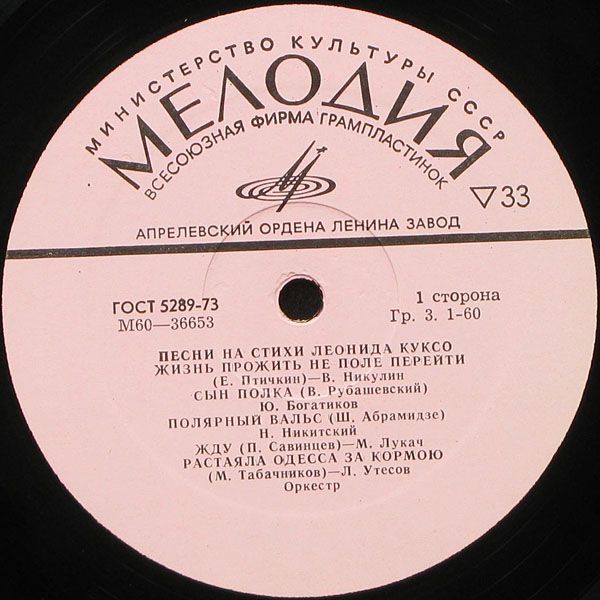 МИНИСТЕРСТВО КУЛЬТУРЫ СССР
МЕЛОДИЯ
ВСЕСОЮЗНАЯ ФИРМА ГРАМПЛАСТИНОК
▽33
АПРЕЛЕВСКИЙ ОРДЕНА ЛЕНИНА ЗАВОД
ГОСТ 5289-73
М60—36653
1 сторона
Гр. 3. 1-60
ПЕСНИ НА СТИХИ ЛЕОНИДА КУКСО
ЖИЗНЬ ПРОЖИТЬ НЕ ПОЛЕ ПЕРЕЙТИ
(Е. Птичкин)—В. Никулин
СЫН ПОЛКА (В. Рубашевский)
Ю. Богатиков
ПОЛЯРНЫЙ ВАЛЬС (Ш. Абрамидзе)
Н. Никитский
ЖДУ (П. Савинцев)—М. Лукач
РАСТАЯЛА ОДЕССА ЗА КОРМОЮ
(М. Табачников)—Л. Утесов
Оркестр